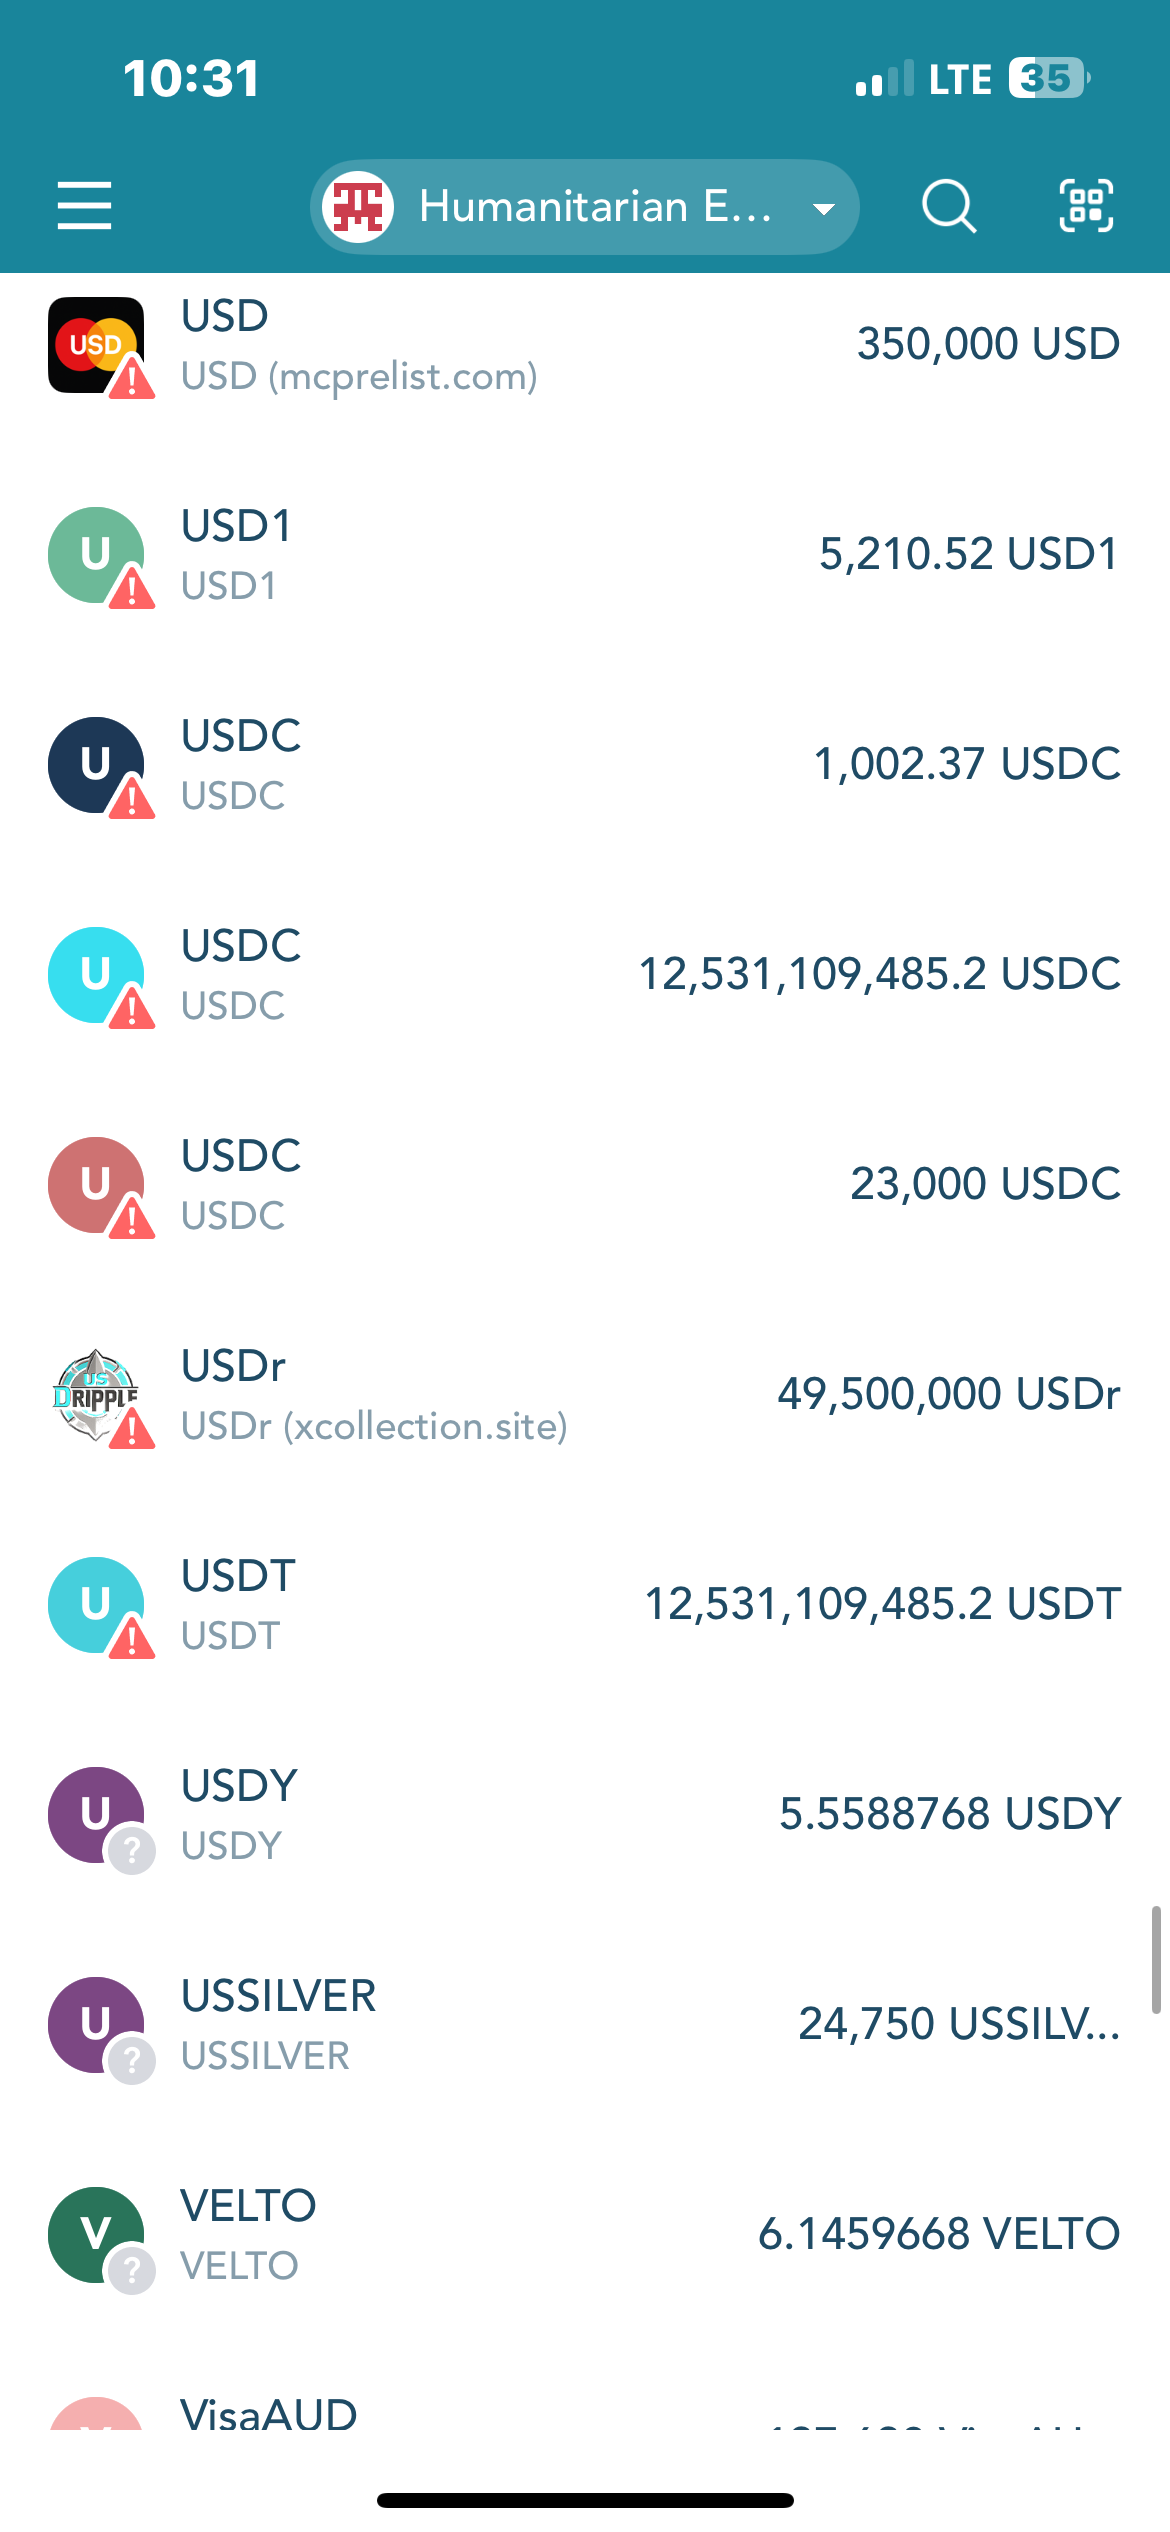 10:31
LTE 35
Humanitarian E...
USD
USD
USD (mcprelist.com)
350,000 USD
U
USD1
USD1
5,210.52 USD1
U
USDC
USDC
1,002.37 USDC
U
USDC
USDC
12,531,109,485.2 USDC
U
USDC
USDC
23,000 USDC
US
DRIPPLE
USDr
USDr (xcollection.site)
49,500,000 USDr
U
USDT
USDT
12,531,109,485.2 USDT
U
?
USDY
USDY
5.5588768 USDY
U
?
USSILVER
USSILVER
24,750 USSILV...
V
?
VELTO
VELTO
6.1459668 VELTO
VisaAUD